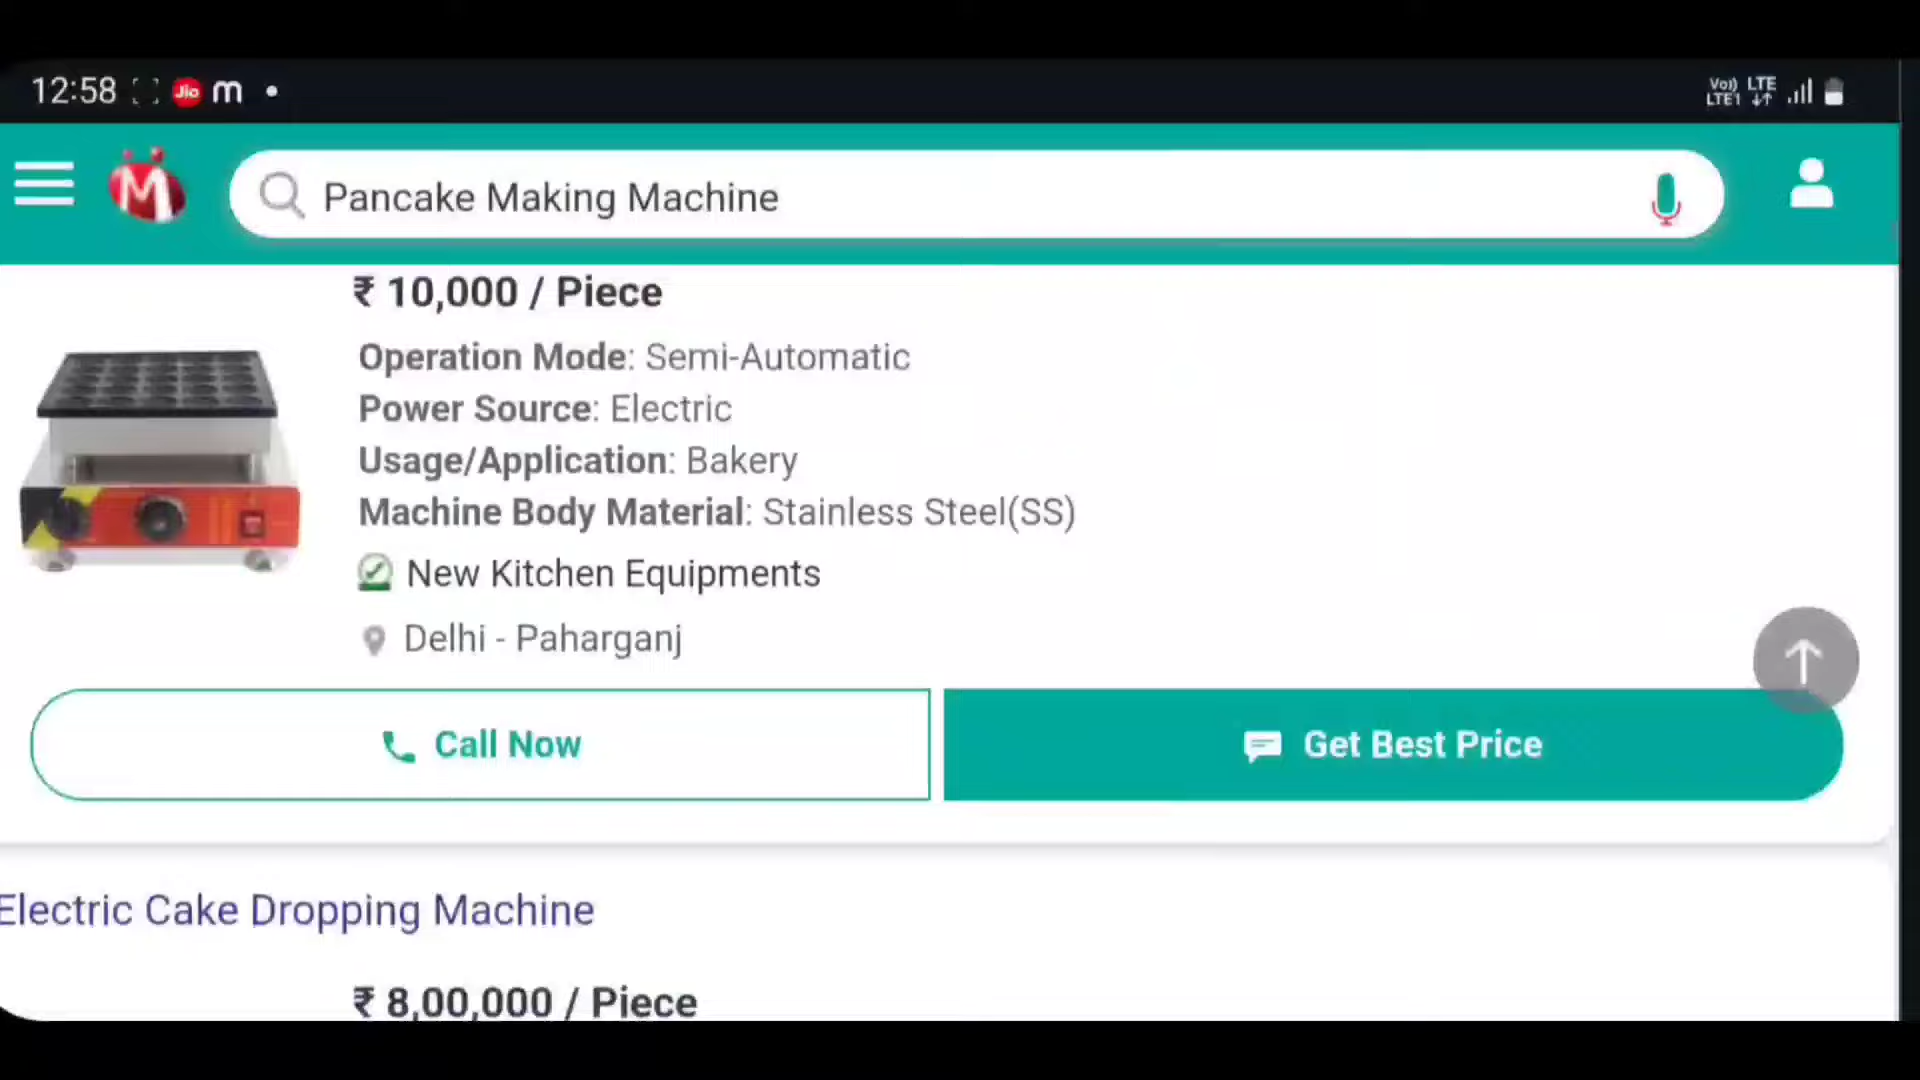 12:58 Jio m
Vo)) LTE
LTE1
M
Pancake Making Machine
₹ 10,000 / Piece
Operation Mode: Semi-Automatic
Power Source: Electric
Usage/Application: Bakery
Machine Body Material: Stainless Steel(SS)
New Kitchen Equipments
Delhi - Paharganj
Call Now
Get Best Price
Electric Cake Dropping Machine
₹ 8,00,000 / Piece